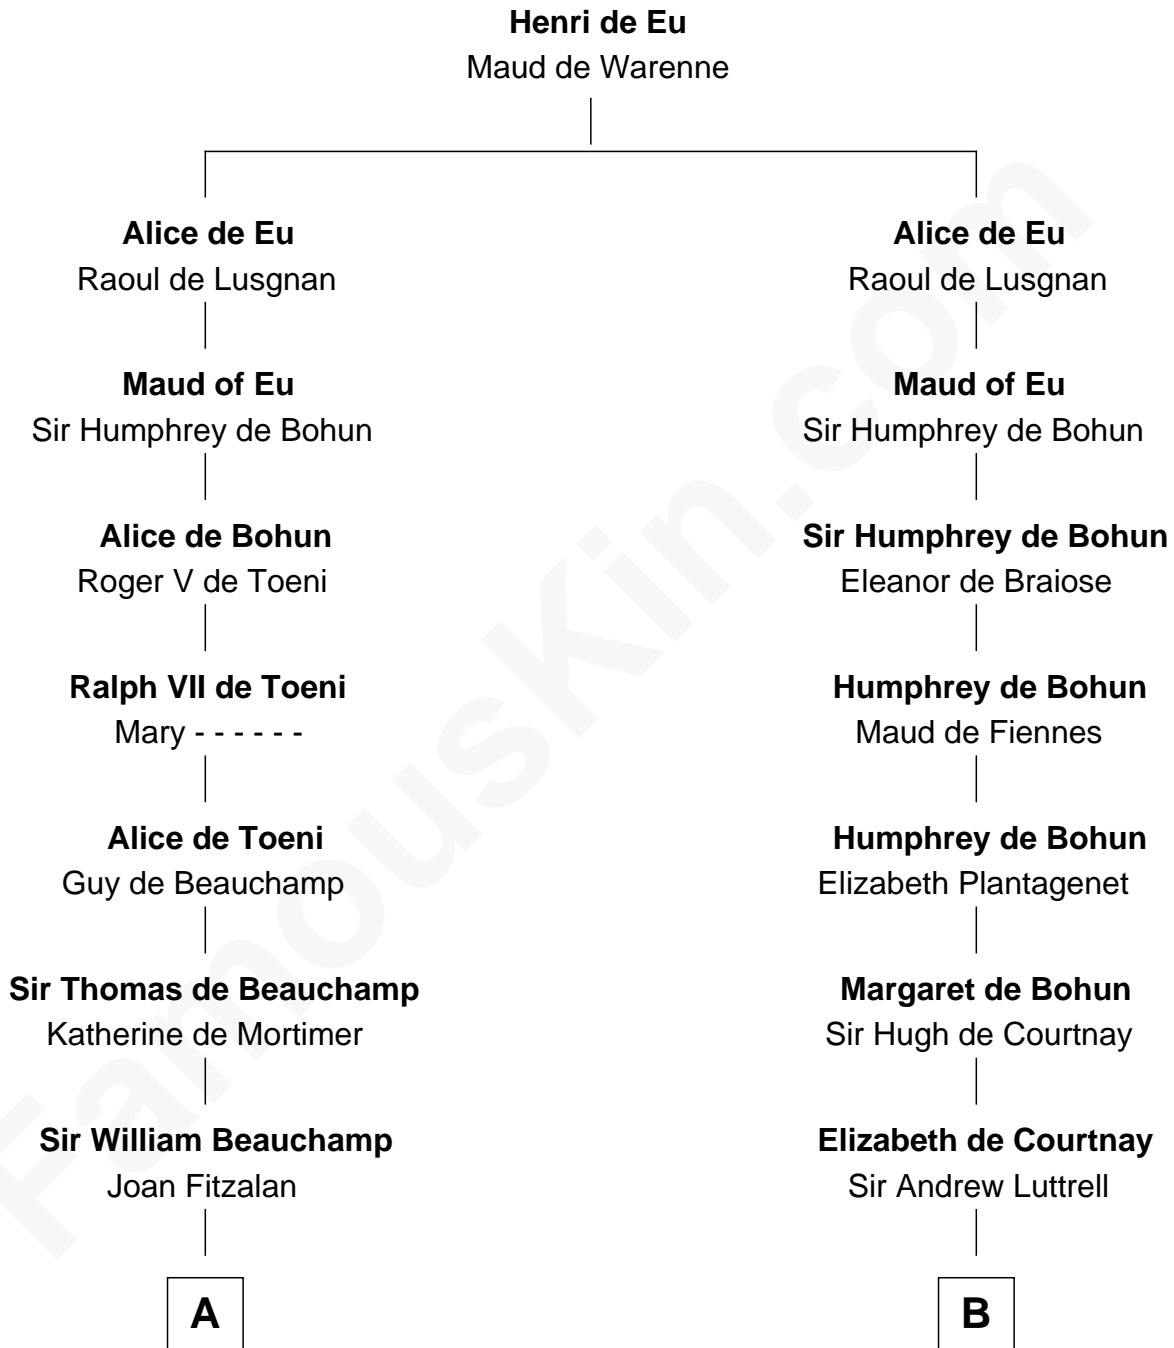 Henri de Eu
Maud de Warenne
Alice de Eu
Raoul de Lusgnan
Maud of Eu
Sir Humphrey de Bohun
Alice de Bohun
Roger V de Toeni
Ralph VII de Toeni
Mary - - - - - -
Alice de Toeni
Guy de Beauchamp
Sir Thomas de Beauchamp
Katherine de Mortimer
Sir William Beauchamp
Joan Fitzalan
A
Alice de Eu
Raoul de Lusgnan
Maud of Eu
Sir Humphrey de Bohun
Sir Humphrey de Bohun
Eleanor de Braiose
Humphrey de Bohun
Maud de Fiennes
Humphrey de Bohun
Elizabeth Plantagenet
Margaret de Bohun
Sir Hugh de Courtnay
Elizabeth de Courtnay
Sir Andrew Luttrell
B
FamousKin.com